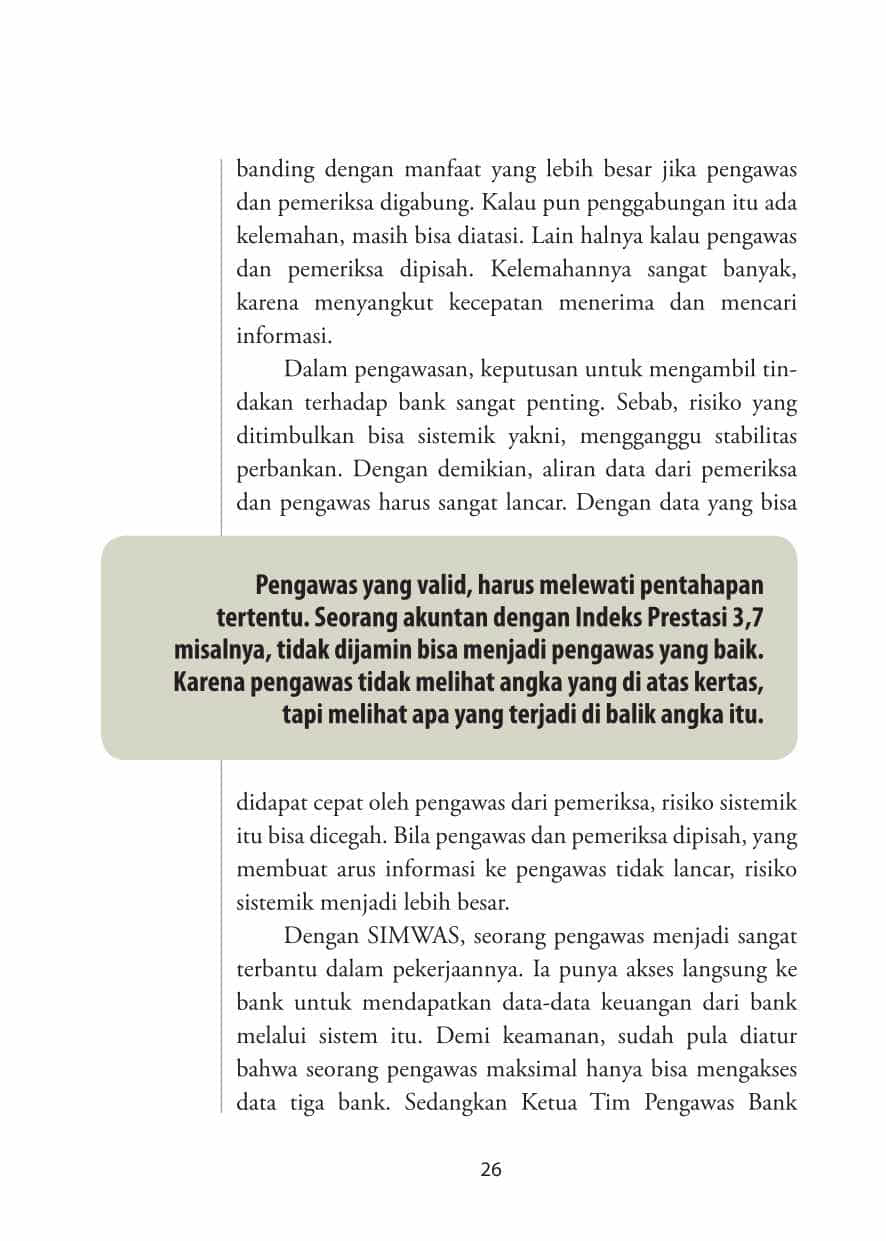 banding dengan manfaat yang lebih besar jika pengawas
dan pemeriksa digabung. Kalau pun penggabungan itu ada
kelemahan, masih bisa diatasi. Lain halnya kalau pengawas
dan pemeriksa dipisah. Kelemahannya sangat banyak,
karena menyangkut kecepatan menerima dan mencari
informasi.
Dalam pengawasan, keputusan untuk mengambil tin-
dakan terhadap bank sangat penting. Sebab, risiko yang
ditimbulkan bisa sistemik yakni, mengganggu stabilitas
perbankan. Dengan demikian, aliran data dari pemeriksa
dan pengawas harus sangat lancar. Dengan data yang bisa
Pengawas yang valid, harus melewati pentahapan
tertentu. Seorang akuntan dengan Indeks Prestasi 3,7
misalnya, tidak dijamin bisa menjadi pengawas yang baik.
Karena pengawas tidak melihat angka yang di atas kertas,
tapi melihat apa yang terjadi di balik angka itu.
didapat cepat oleh pengawas dari pemeriksa, risiko sistemik
itu bisa dicegah. Bila pengawas dan pemeriksa dipisah, yang
membuat arus informasi ke pengawas tidak lancar, risiko
sistemik menjadi lebih besar.
Dengan SIMWAS, seorang pengawas menjadi sangat
terbantu dalam pekerjaannya. Ia punya akses langsung ke
bank untuk mendapatkan data-data keuangan dari bank
melalui sistem itu. Demi keamanan, sudah pula diatur
bahwa seorang pengawas maksimal hanya bisa mengakses
data tiga bank. Sedangkan Ketua Tim Pengawas Bank
26